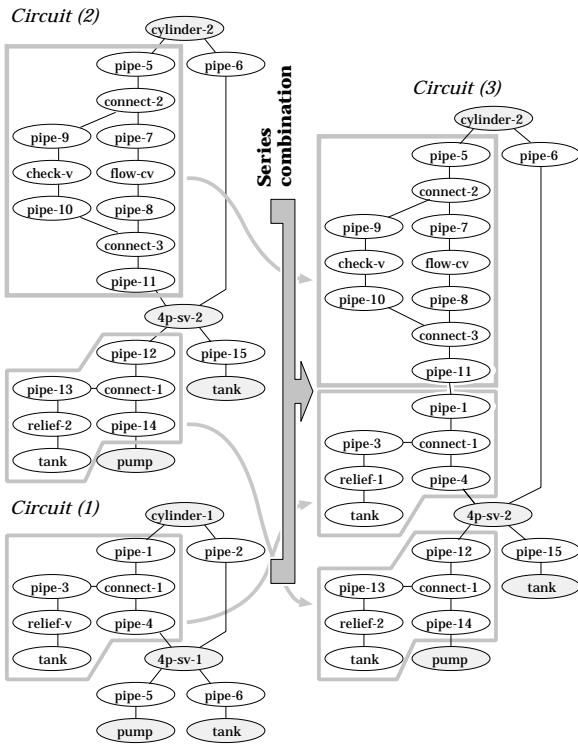 Circuit (2)
cylinder-2
pipe-5
pipe-6
connect-2
pipe-9
pipe-7
check-v
flow-cv
pipe-10
pipe-8
connect-3
pipe-11
4p-sv-2
pipe-12
pipe-15
pipe-13
connect-1
tank
relief-2
pipe-14
tank
pump
Circuit (1)
cylinder-1
pipe-1
pipe-2
pipe-3
connect-1
relief-v
pipe-4
tank
4p-sv-1
pipe-5
pipe-6
pump
tank
Series
combination
Circuit (3)
cylinder-2
pipe-5
pipe-6
connect-2
pipe-9
pipe-7
check-v
flow-cv
pipe-10
pipe-8
connect-3
pipe-11
pipe-1
pipe-3
connect-1
relief-1
pipe-4
tank
4p-sv-2
pipe-12
pipe-15
pipe-13
connect-1
tank
relief-2
pipe-14
tank
pump